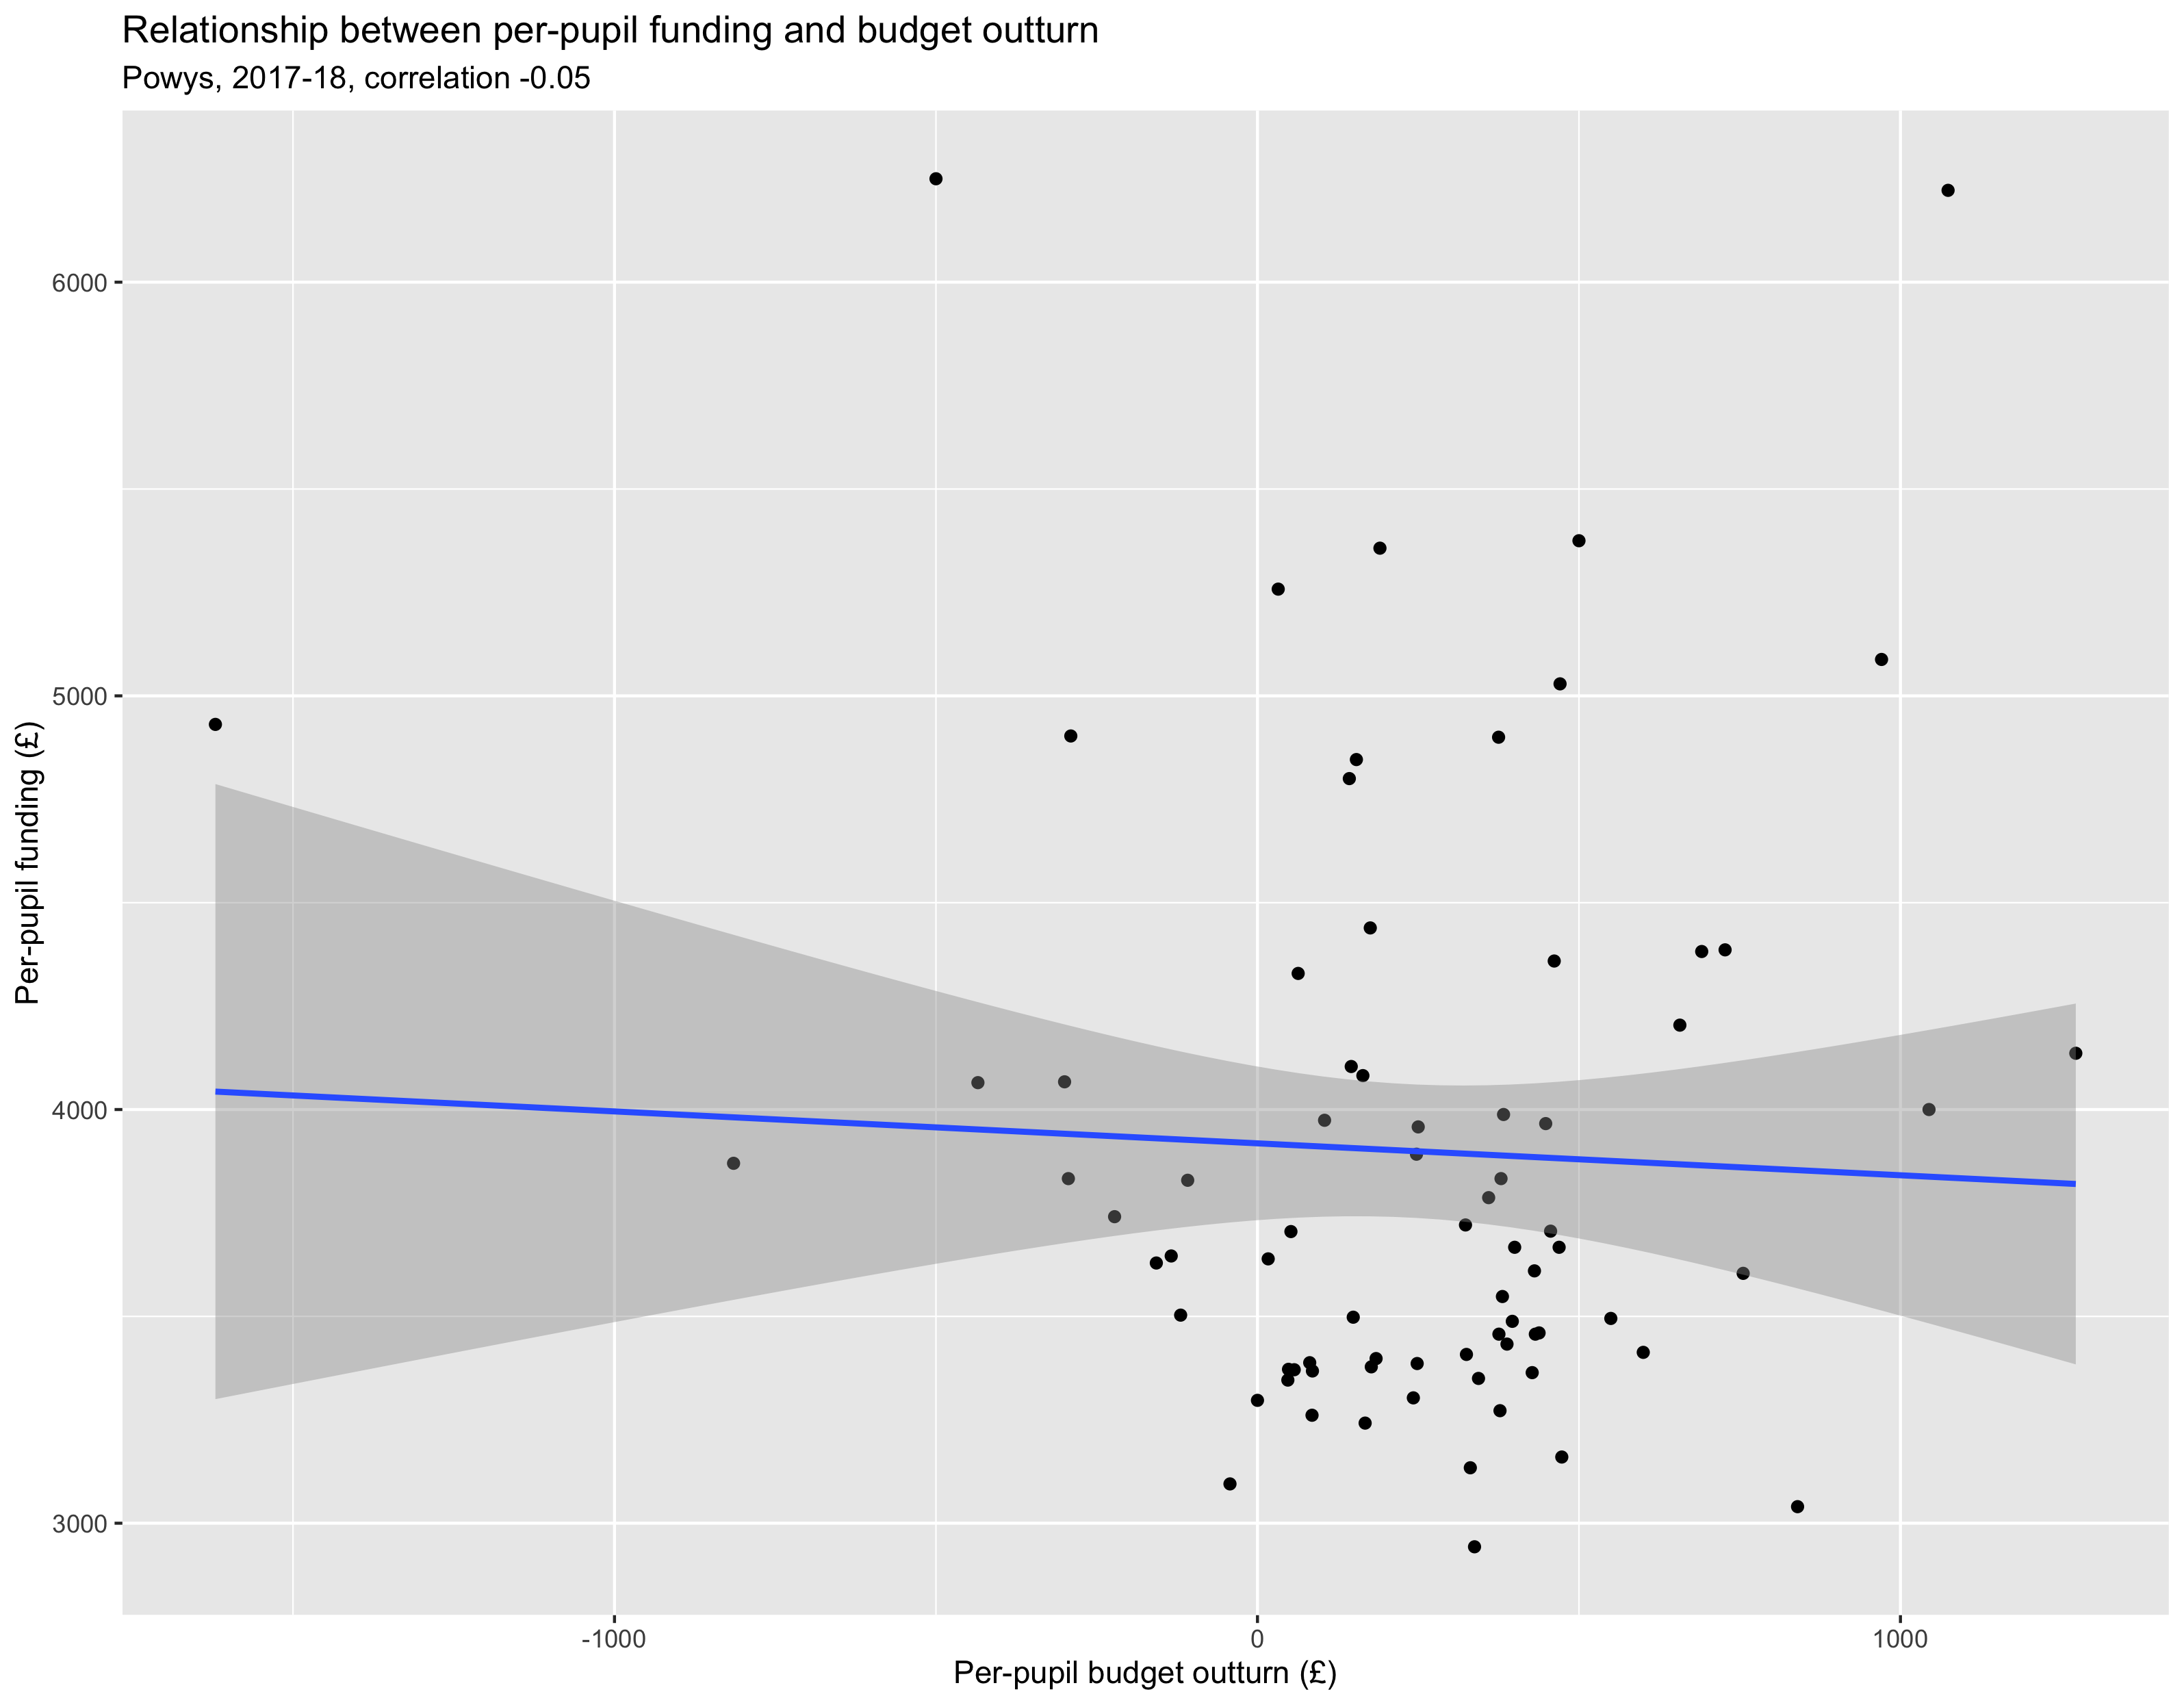 Relationship between per-pupil funding and budget outturn
Powys, 2017-18, correlation -0.05
Per-pupil funding (£)
6000
5000
4000
3000
-1000
0
1000
Per-pupil budget outturn (£)